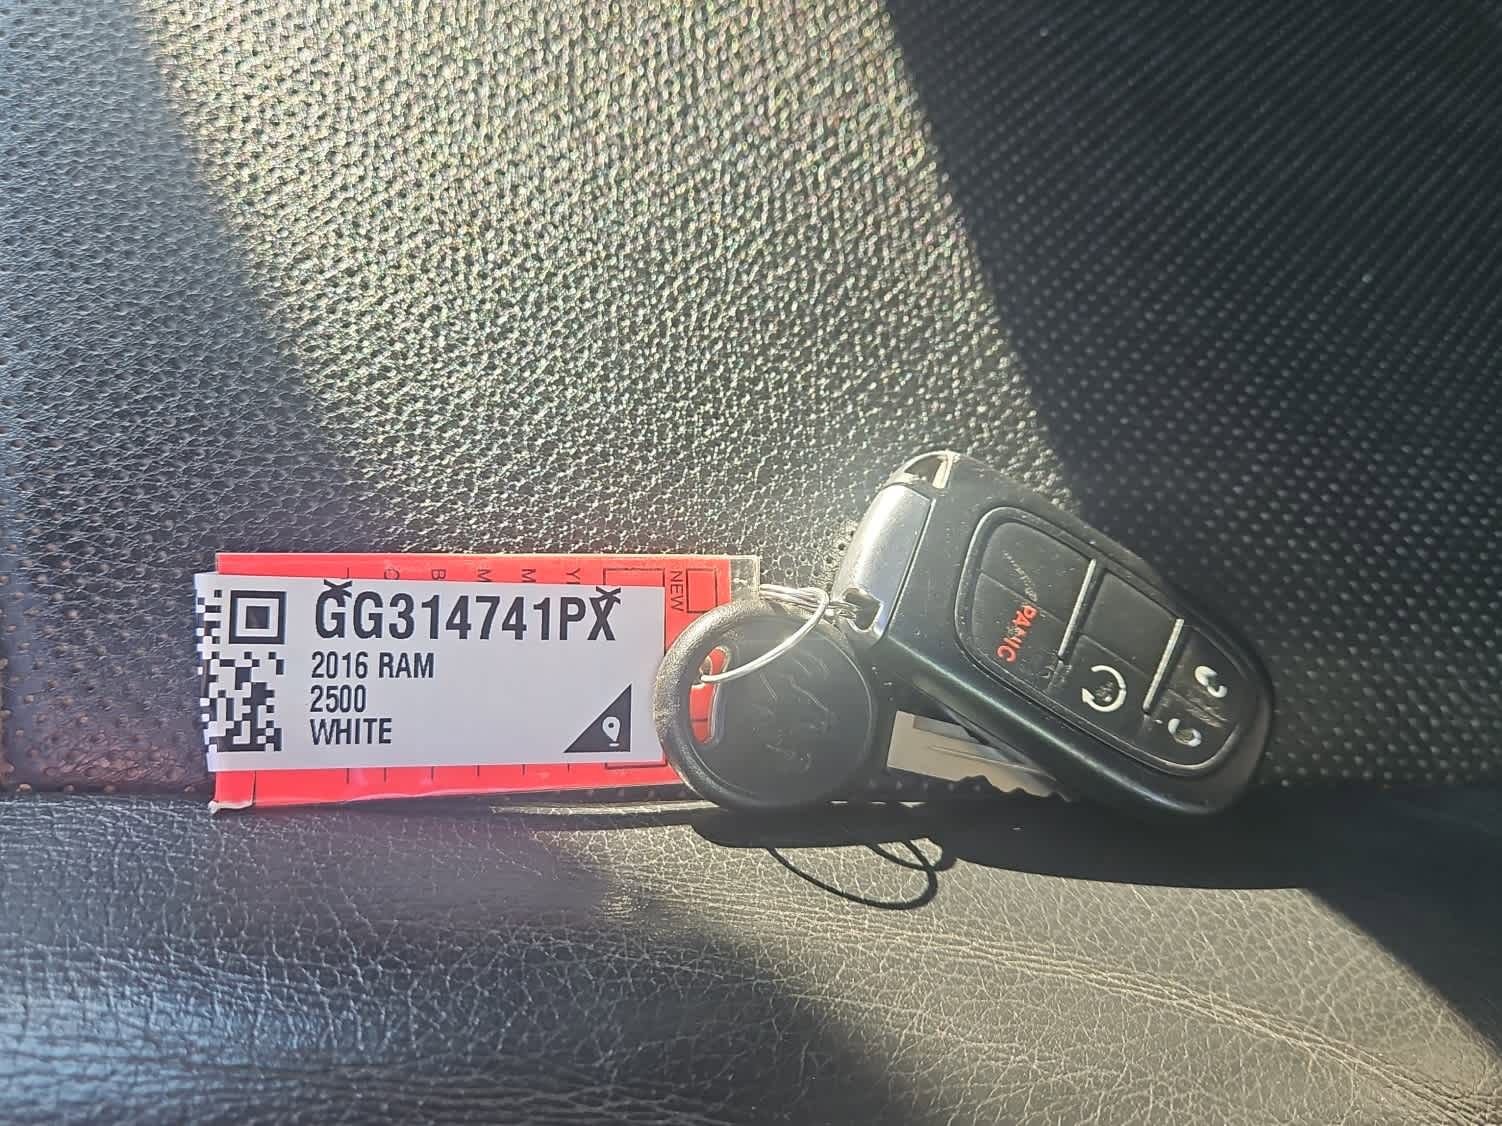 GG314741PX
2016 RAM
2500
WHITE
NEW
PANIC